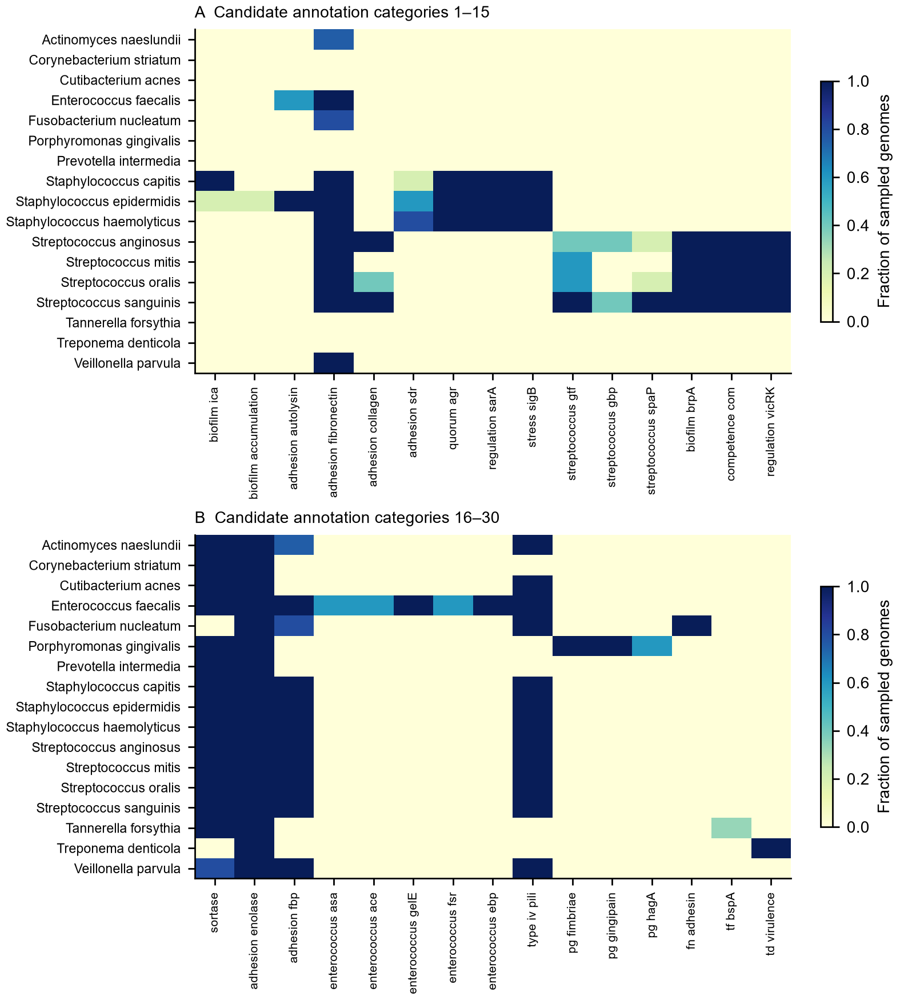 A Candidate annotation categories 1–15
Actinomyces naeslundii
Corynebacterium striatum
Cutibacterium acnes
Enterococcus faecalis
Fusobacterium nucleatum
Porphyromonas gingivalis
Prevotella intermedia
Staphylococcus capitis
Staphylococcus epidermidis
Staphylococcus haemolyticus
Streptococcus anginosus
Streptococcus mitis
Streptococcus oralis
Streptococcus sanguinis
Tannerella forsythia
Treponema denticola
Veillonella parvula
biofilm ica
biofilm accumulation
adhesion autolysin
adhesion fibronectin
adhesion collagen
adhesion sdr
quorum agr
regulation sarA
stress sigB
streptococcus gtf
streptococcus gbp
streptococcus spaP
biofilm brpA
competence com
regulation vicRK
1.0
0.8
0.6
0.4
0.2
0.0
Fraction of sampled genomes
B Candidate annotation categories 16–30
Actinomyces naeslundii
Corynebacterium striatum
Cutibacterium acnes
Enterococcus faecalis
Fusobacterium nucleatum
Porphyromonas gingivalis
Prevotella intermedia
Staphylococcus capitis
Staphylococcus epidermidis
Staphylococcus haemolyticus
Streptococcus anginosus
Streptococcus mitis
Streptococcus oralis
Streptococcus sanguinis
Tannerella forsythia
Treponema denticola
Veillonella parvula
sortase
adhesion enolase
adhesion fbp
enterococcus asa
enterococcus ace
enterococcus gelE
enterococcus fsr
enterococcus ebp
type iv pili
pg fimbriae
pg gingipain
pg hagA
fn adhesin
tf bspA
td virulence
1.0
0.8
0.6
0.4
0.2
0.0
Fraction of sampled genomes